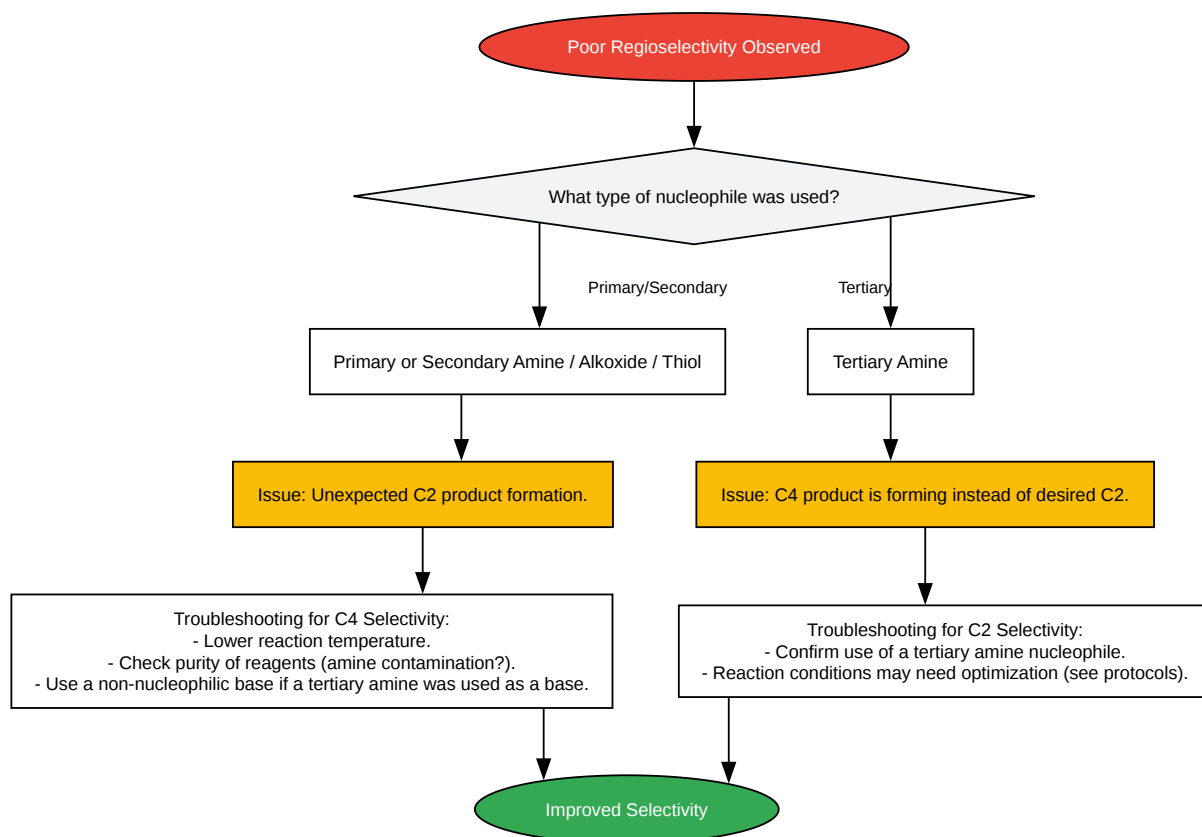 Poor Regioselectivity Observed
What type of nucleophile was used?
Primary/Secondary
Tertiary
Primary or Secondary Amine / Alkoxide / Thiol
Tertiary Amine
Issue: Unexpected C2 product formation.
Issue: C4 product is forming instead of desired C2.
Troubleshooting for C4 Selectivity:
- Lower reaction temperature.
- Check purity of reagents (amine contamination?).
- Use a non-nucleophilic base if a tertiary amine was used as a base.
Troubleshooting for C2 Selectivity:
- Confirm use of a tertiary amine nucleophile.
- Reaction conditions may need optimization (see protocols).
Improved Selectivity